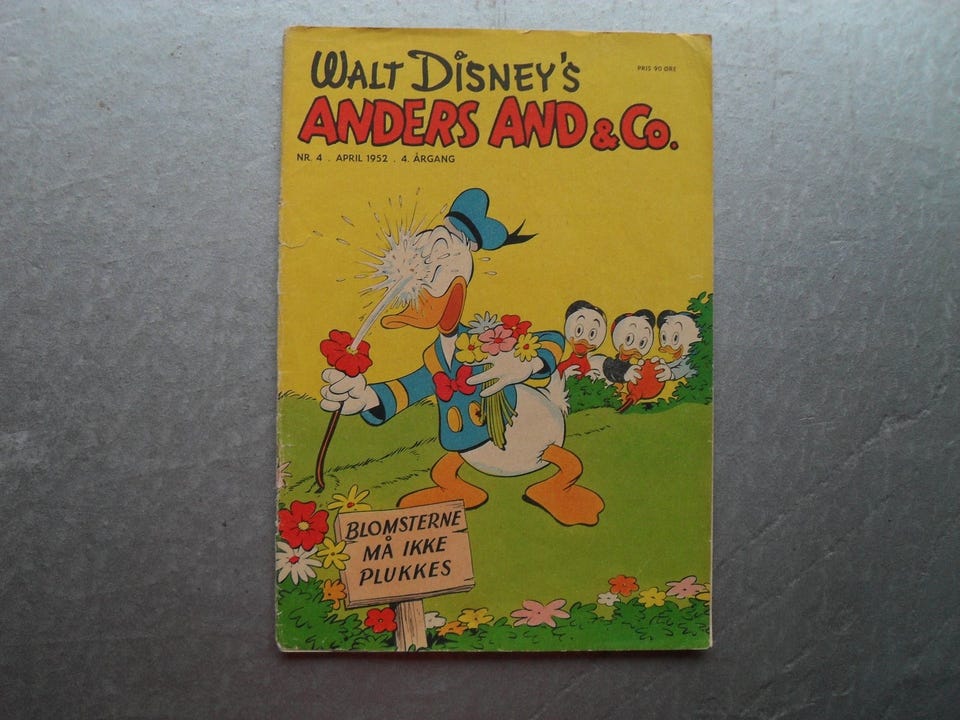 WALT DISNEY'S
PRIS 90 ØRE
ANDERS AND & CO.
NR. 4 . APRIL 1952 . 4. ÅRGANG
BLOMSTERNE
MÅ IKKE
PLUKKES